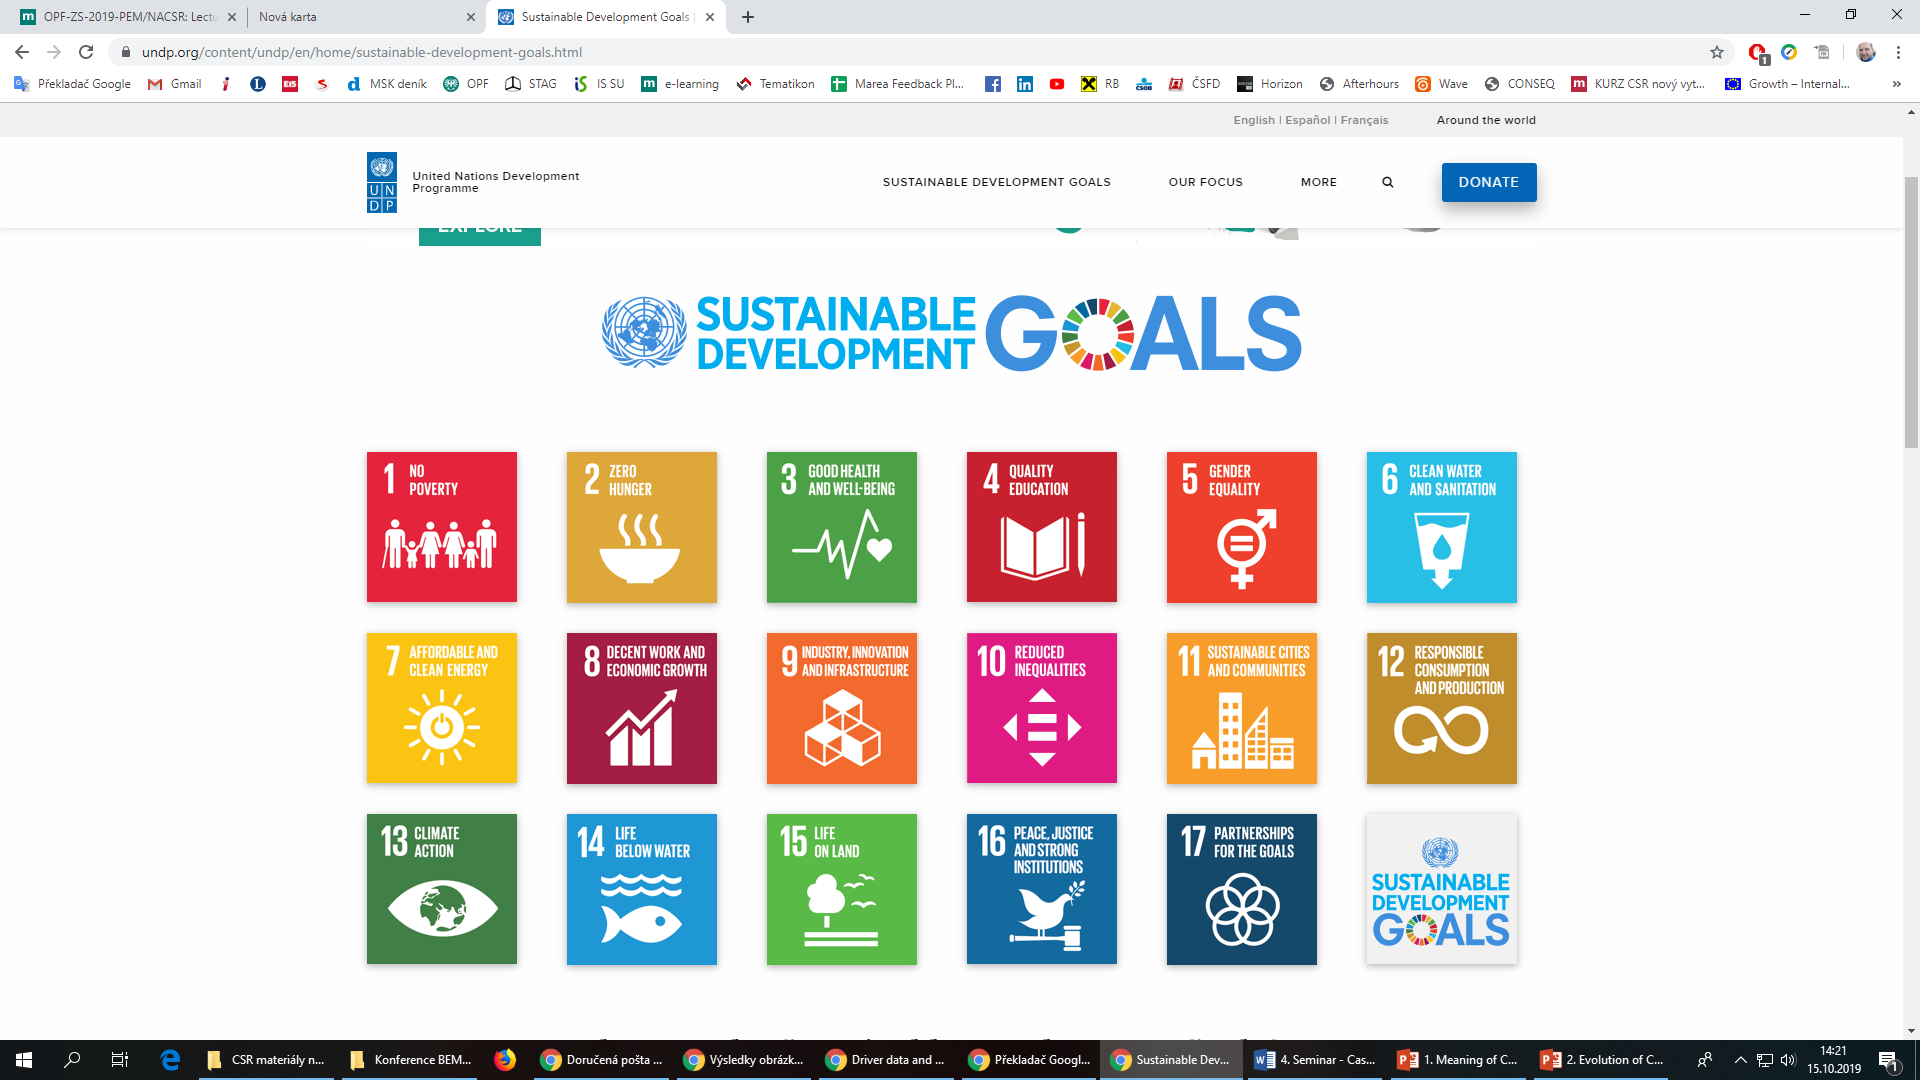 OPF-ZS-2019-PEM/NACSR: Lectu
Nová karta
Sustainable Development Goals |
undp.org/content/undp/en/home/sustainable-development-goals.html
1
Překladač Google
Gmail
MSK deník
OPF
STAG
IS SU
e-learning
Tematikon
Marea Feedback Pl...
RB
ČSFD
Horizon
Afterhours
Wave
CONSEQ
KURZ CSR nový vyt...
Growth – Internal...
English | Español | Français
Around the world
UN
DP
United Nations Development
Programme
SUSTAINABLE DEVELOPMENT GOALS
OUR FOCUS
MORE
DONATE
EXPLORE
SUSTAINABLE
DEVELOPMENT
GOALS
1 NO
POVERTY
2 ZERO
HUNGER
3 GOOD HEALTH
AND WELL-BEING
4 QUALITY
EDUCATION
5 GENDER
EQUALITY
6 CLEAN WATER
AND SANITATION
7 AFFORDABLE AND
CLEAN ENERGY
8 DECENT WORK AND
ECONOMIC GROWTH
9 INDUSTRY, INNOVATION
AND INFRASTRUCTURE
10 REDUCED
INEQUALITIES
11 SUSTAINABLE CITIES
AND COMMUNITIES
12 RESPONSIBLE
CONSUMPTION
AND PRODUCTION
13 CLIMATE
ACTION
14 LIFE
BELOW WATER
15 LIFE
ON LAND
16 PEACE, JUSTICE
AND STRONG
INSTITUTIONS
17 PARTNERSHIPS
FOR THE GOALS
SUSTAINABLE
DEVELOPMENT
GOALS
CSR materiály n...
Konference BEM...
Doručená pošta ...
Výsledky obrázk...
Driver data and ...
Překladač Googl...
Sustainable Dev...
4. Seminar - Cas...
1. Meaning of C...
2. Evolution of C...
14:21
15.10.2019
1